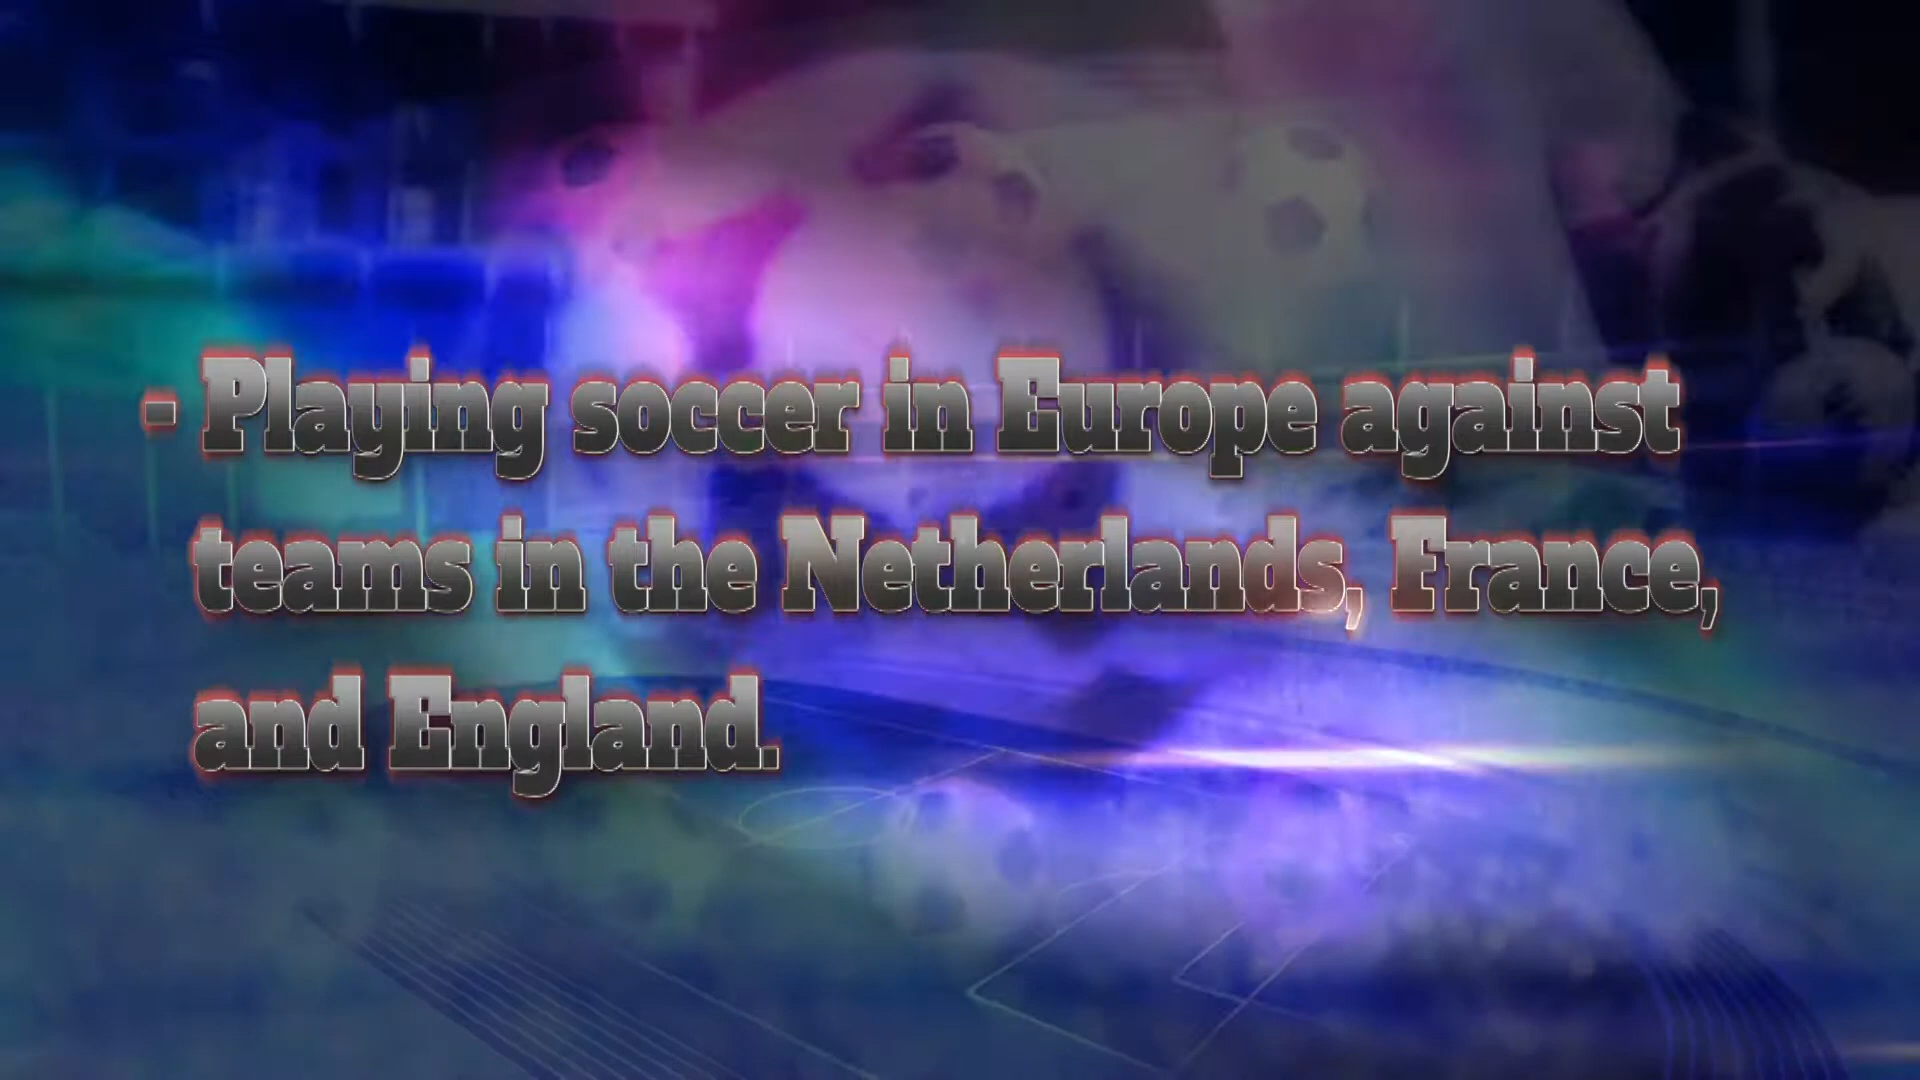 - Playing soccer in Europe against
teams in the Netherlands, France,
and England.